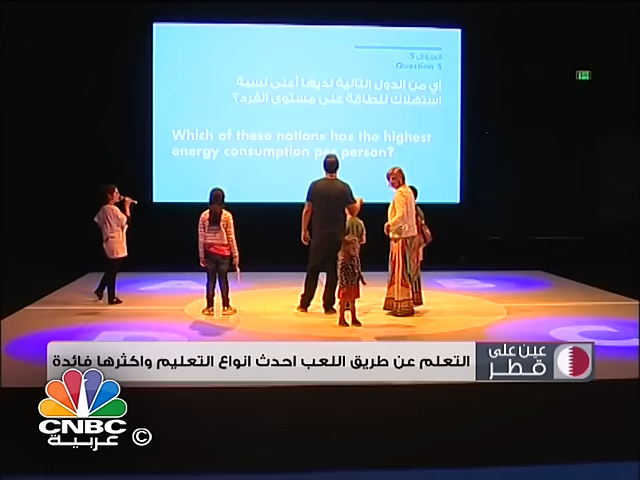 السؤال 3
Question 3
أي من الدول التالية لديها أعلى نسبة
إستهلاك للطاقة على مستوى الفرد؟
Which of these nations has the highest
energy consumption per person?
A
B
C
التعلم عن طريق اللعب احدث انواع التعليم واكثرها فائدة
عين على
قطر
CNBC
عربية ©